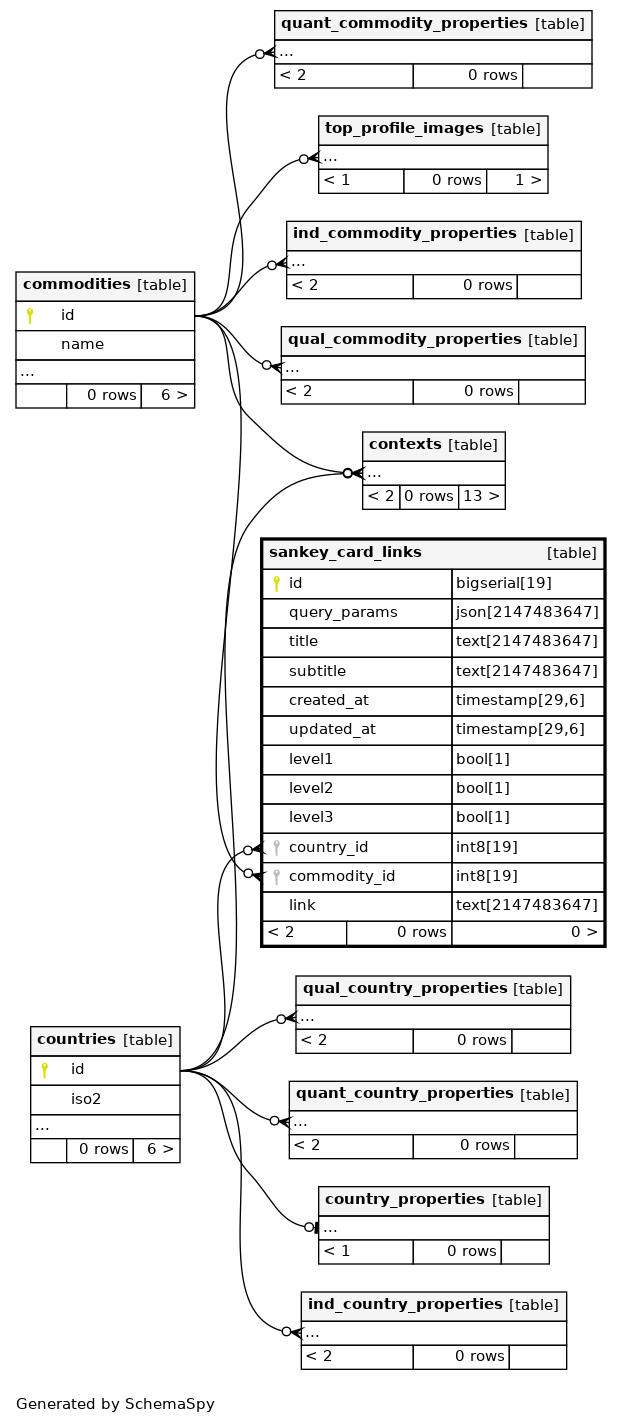 quant_commodity_properties [table]
...
< 2 0 rows
top_profile_images [table]
...
< 1 0 rows 1 >
ind_commodity_properties [table]
...
< 2 0 rows
commodities [table]
id
name
...
0 rows 6 >
qual_commodity_properties [table]
...
< 2 0 rows
contexts [table]
...
< 2 0 rows 13 >
sankey_card_links [table]
id bigserial[19]
query_params json[2147483647]
title text[2147483647]
subtitle text[2147483647]
created_at timestamp[29,6]
updated_at timestamp[29,6]
level1 bool[1]
level2 bool[1]
level3 bool[1]
country_id int8[19]
commodity_id int8[19]
link text[2147483647]
< 2 0 rows 0 >
qual_country_properties [table]
...
< 2 0 rows
countries [table]
id
iso2
...
0 rows 6 >
quant_country_properties [table]
...
< 2 0 rows
country_properties [table]
...
< 1 0 rows
ind_country_properties [table]
...
< 2 0 rows
Generated by SchemaSpy